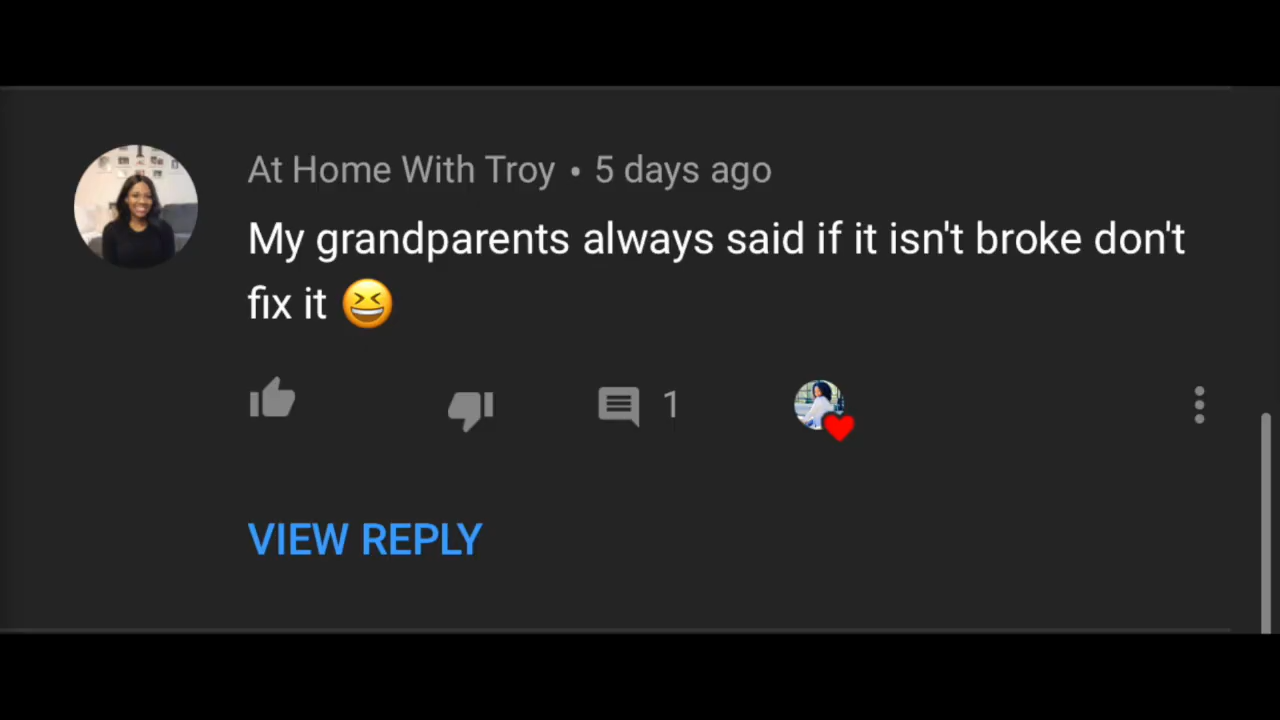 At Home With Troy • 5 days ago
My grandparents always said if it isn't broke don't
fix it 😆
1
VIEW REPLY